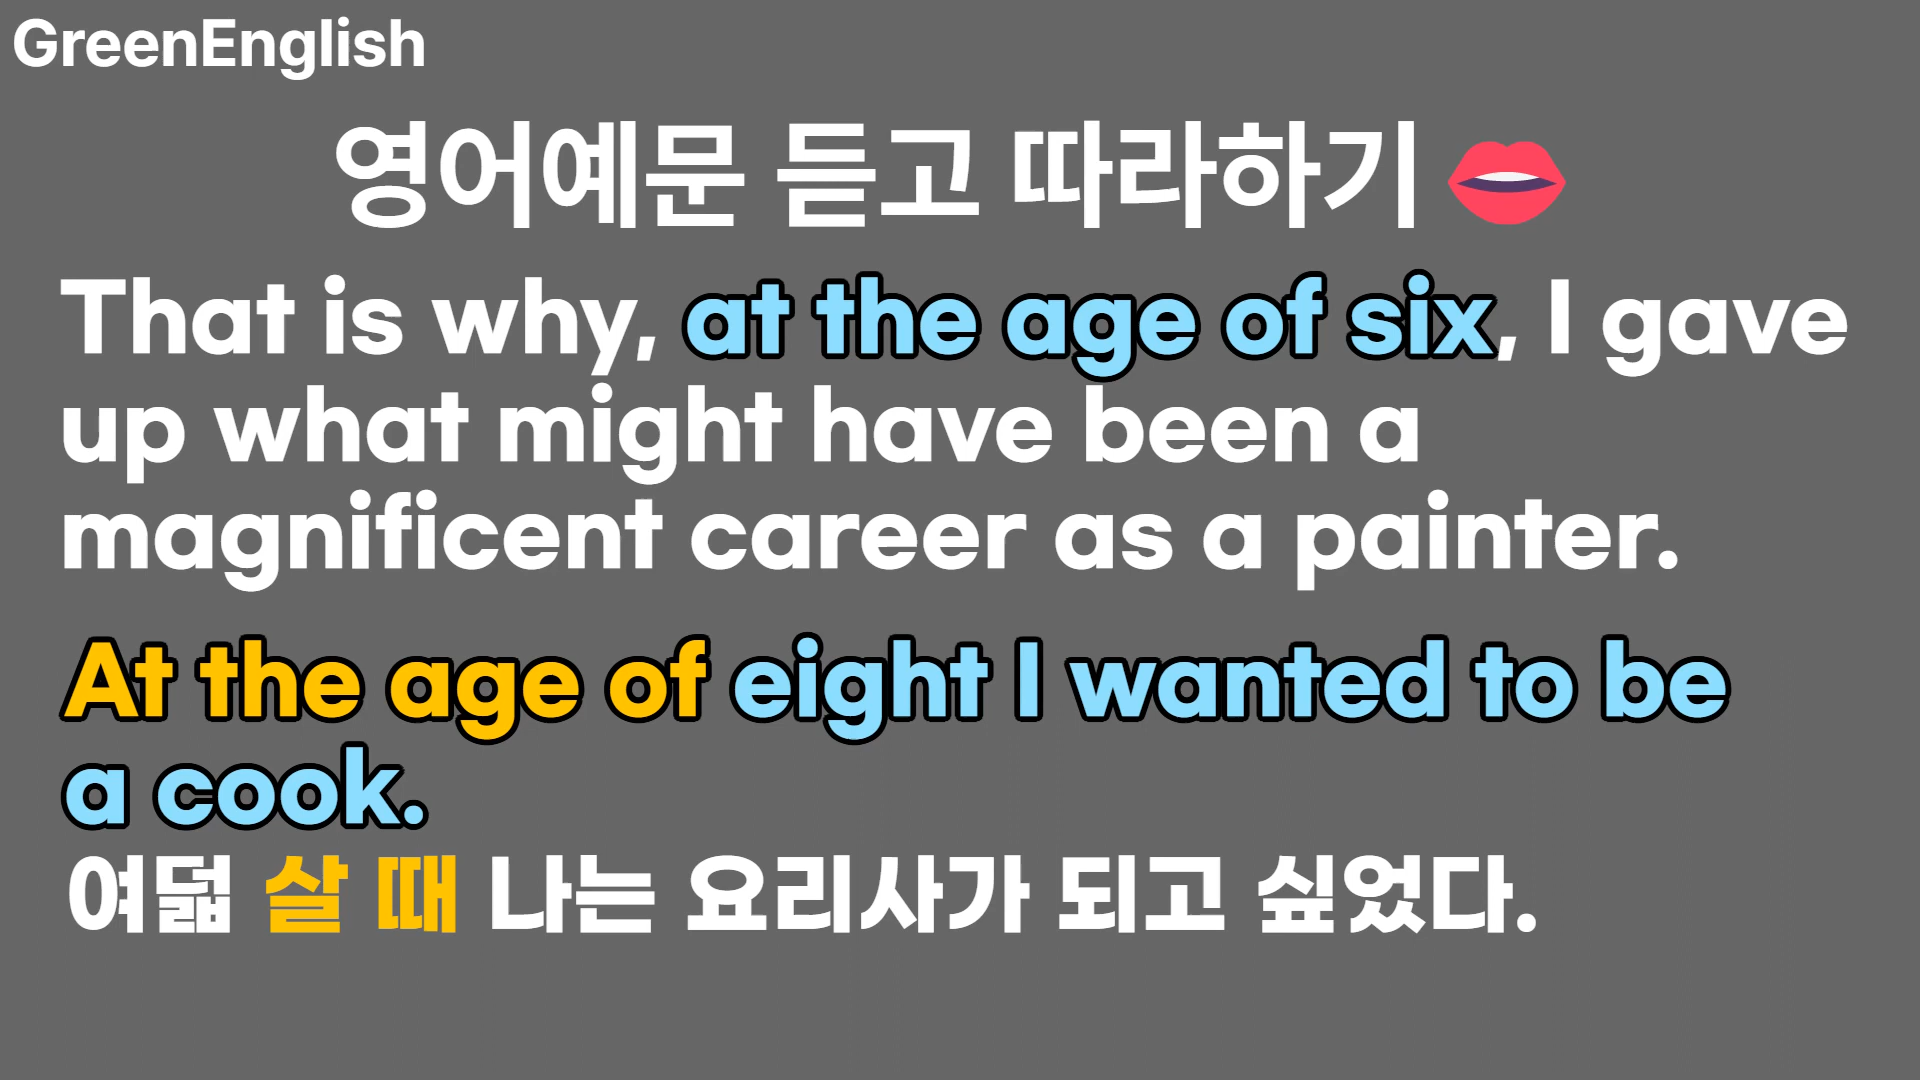 GreenEnglish
영어예문 듣고 따라하기
That is why, at the age of six, I gave
up what might have been a
magnificent career as a painter.
At the age of eight I wanted to be
a cook.
여덟 살 때 나는 요리사가 되고 싶었다.